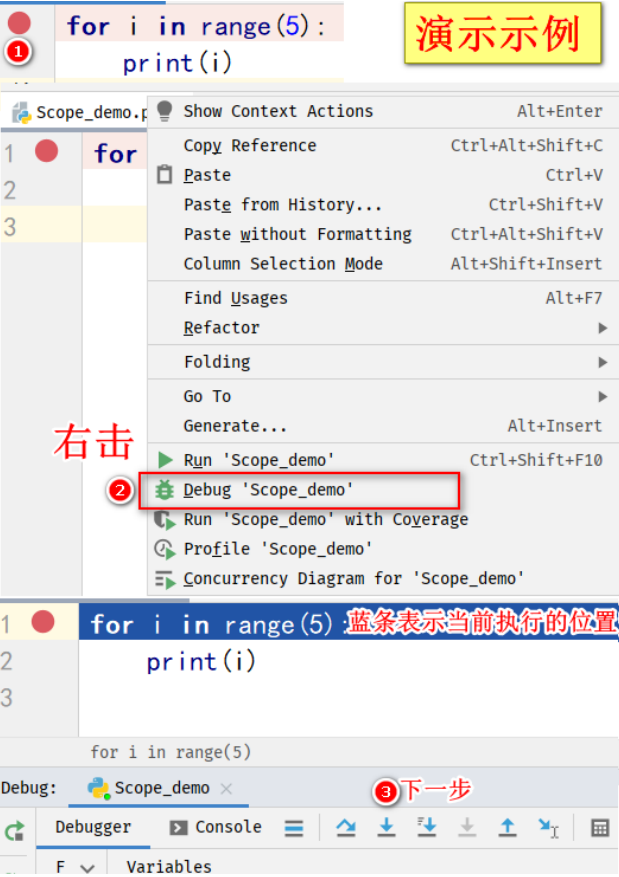 for i in range(5):
演示示例
1
print(i)
Scope_demo.p
Show Context Actions Alt+Enter
1 for
Copy Reference Ctrl+Alt+Shift+C
2
Paste Ctrl+V
Paste from History... Ctrl+Shift+V
3
Paste without Formatting Ctrl+Alt+Shift+V
Column Selection Mode Alt+Shift+Insert
Find Usages Alt+F7
Refactor
Folding
Go To
Generate... Alt+Insert
右击
Run 'Scope_demo' Ctrl+Shift+F10
2 Debug 'Scope_demo'
Run 'Scope_demo' with Coverage
Profile 'Scope_demo'
Concurrency Diagram for 'Scope_demo'
1 for i in range(5): 蓝条表示当前执行的位置
2 print(i)
3
for i in range(5)
Debug: Scope_demo
3 下一步
Debugger Console
F Variables